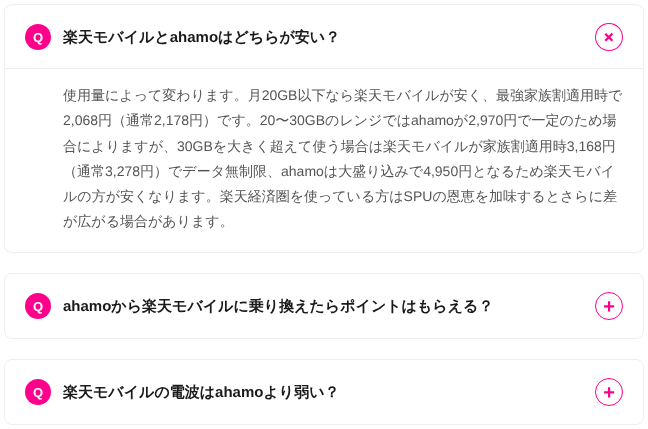 Q 楽天モバイルとahamoはどちらが安い？
使用量によって変わります。月20GB以下なら楽天モバイルが安く、最強家族割適用時で
2,068円（通常2,178円）です。20〜30GBのレンジではahamoが2,970円で一定のため場
合によりますが、30GBを大きく超えて使う場合は楽天モバイルが家族割適用時3,168円
（通常3,278円）でデータ無制限、ahamoは大盛り込みで4,950円となるため楽天モバイ
ルの方が安くなります。楽天経済圏を使っている方はSPUの恩恵を加味するとさらに差
が広がる場合があります。
Q ahamoから楽天モバイルに乗り換えたらポイントはもらえる？
Q 楽天モバイルの電波はahamoより弱い？